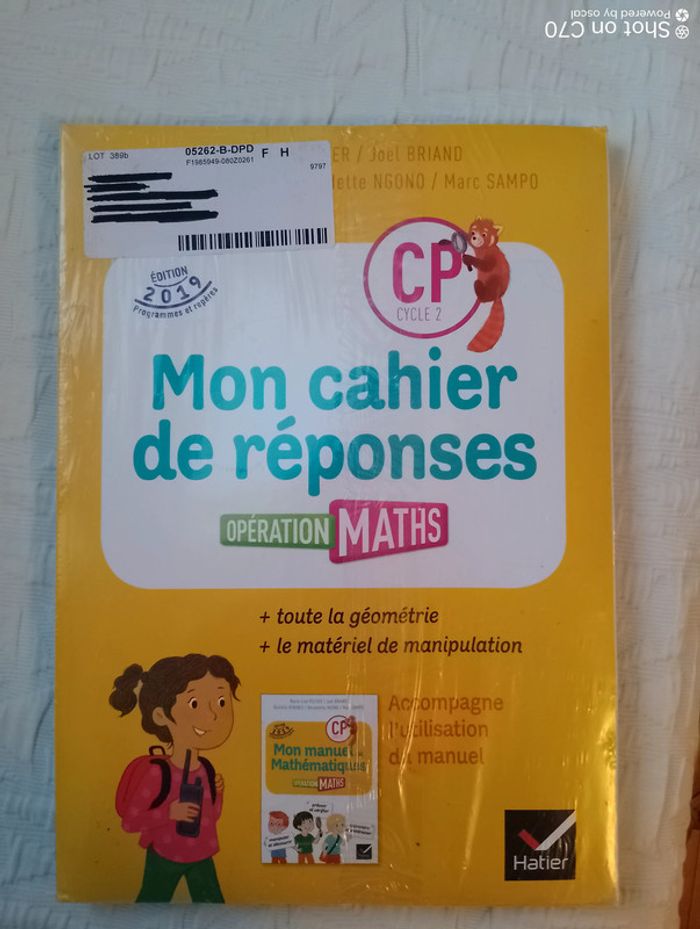 Shot on C70
Powered by oscal
LOT 389b
05262-B-DPD F H
F1985949-080Z0261
9797
ER / Joël BRIAND
dette NGONO / Marc SAMPO
CP
CYCLE 2
ÉDITION
2019
Programmes et repères
Mon cahier
de réponses
OPÉRATION MATHS
+ toute la géométrie
+ le matériel de manipulation
Accompagne
l'utilisation
du manuel
CP
Mon manuel de
Mathématiques
OPÉRATION MATHS
Hatier